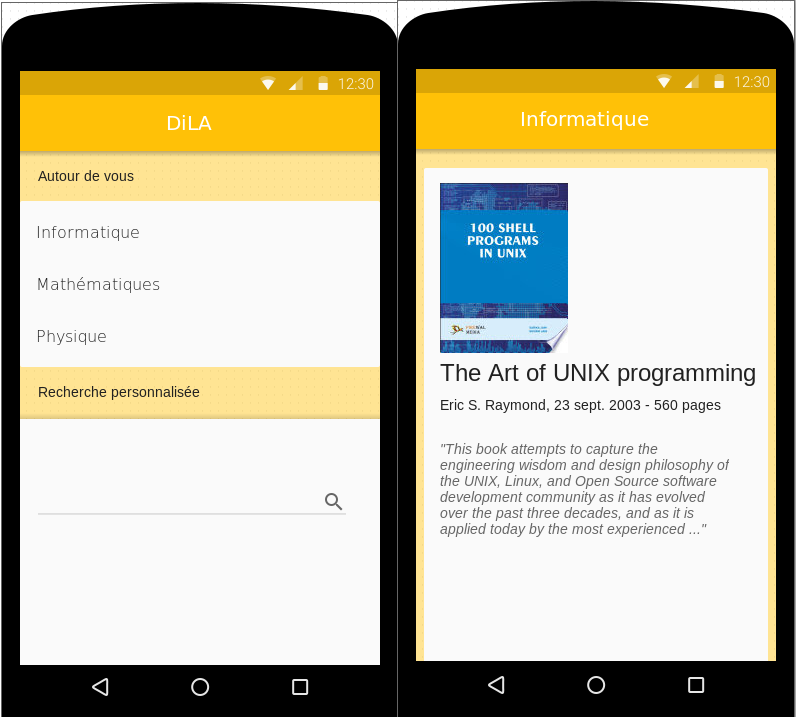 12:30
DiLA
Autour de vous
Informatique
Mathématiques
Physique
Recherche personnalisée
12:30
Informatique
100 SHELL
PROGRAMS
IN UNIX
The Art of UNIX programming
Eric S. Raymond, 23 sept. 2003 - 560 pages
"This book attempts to capture the
engineering wisdom and design philosophy of
the UNIX, Linux, and Open Source software
development community as it has evolved
over the past three decades, and as it is
applied today by the most experienced ..."